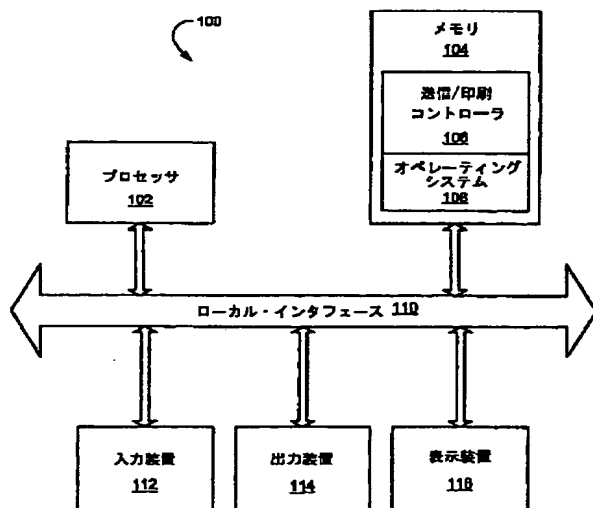 100
メモリ
104
送信/印刷
コントローラ
106
オペレーティング
システム
108
プロセッサ
102
ローカル・インタフェース 110
入力装置
112
出力装置
114
表示装置
116